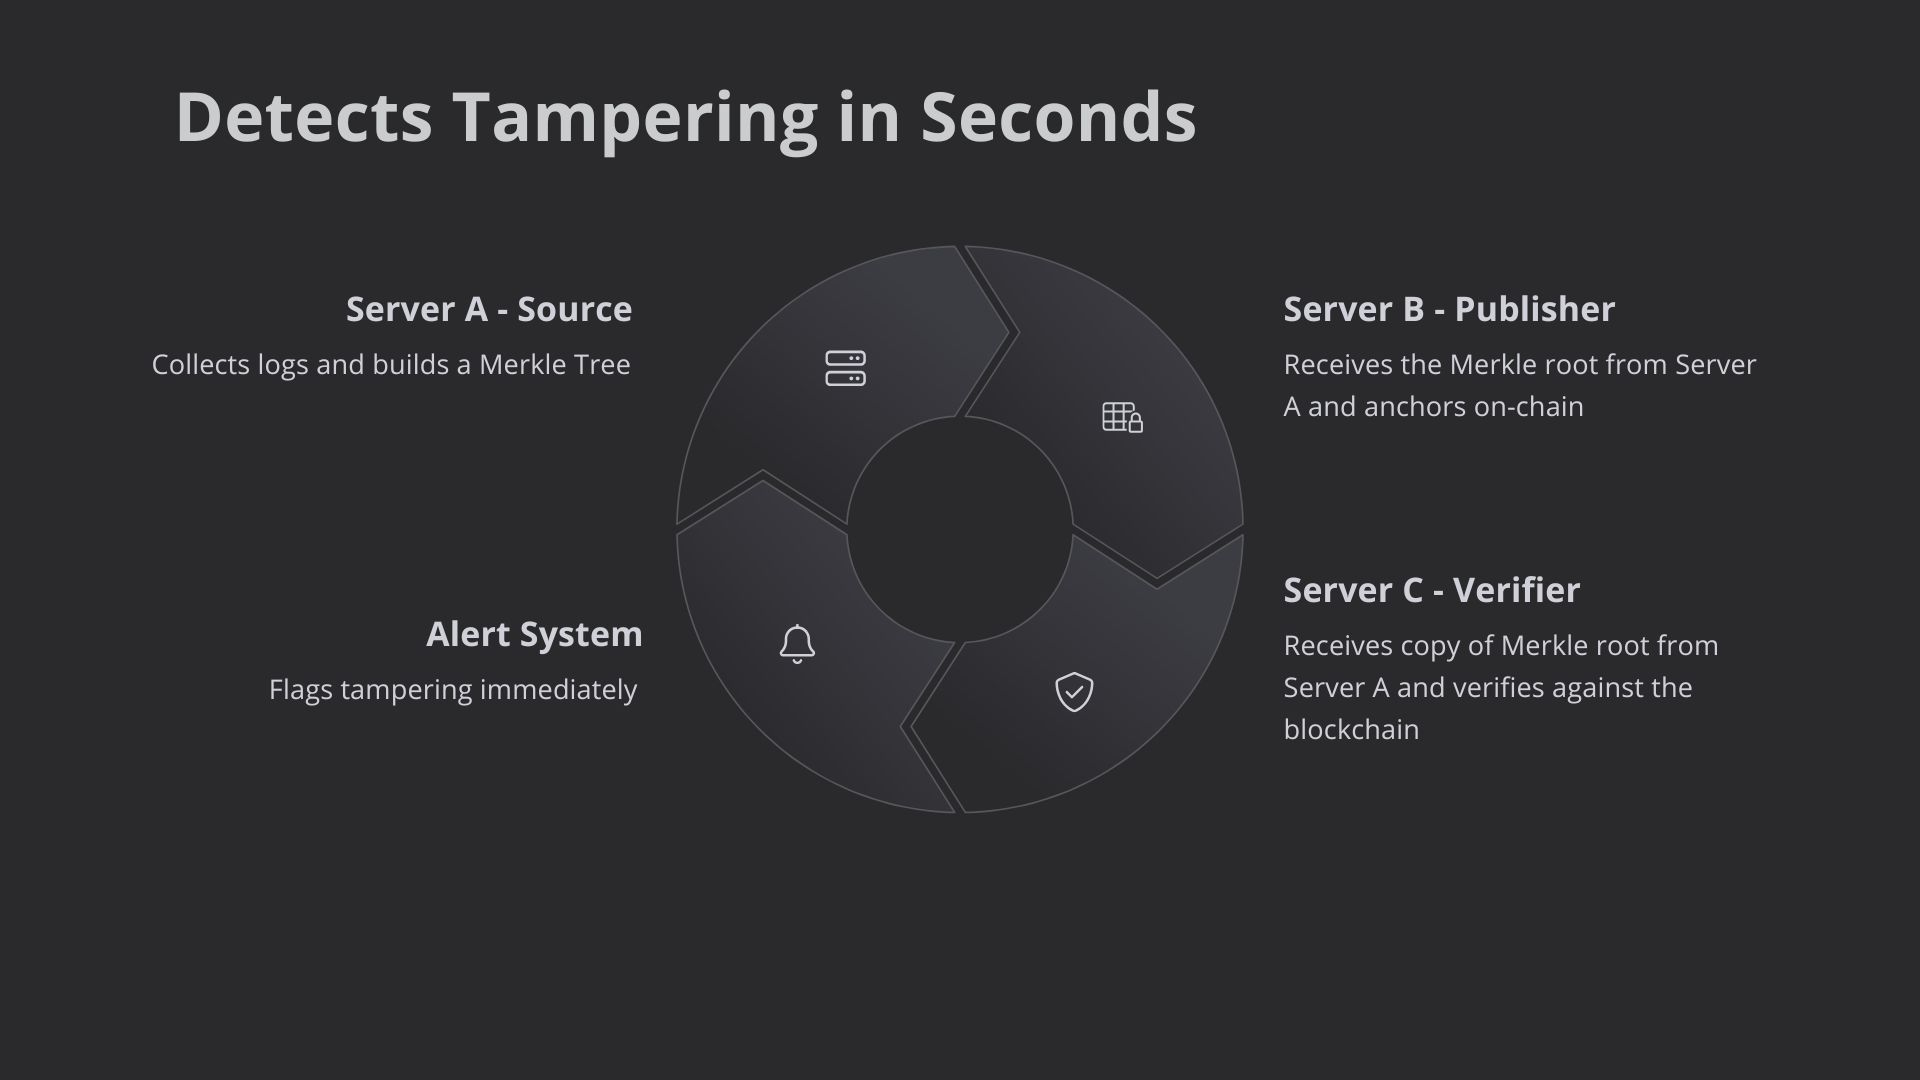 Detects Tampering in Seconds
Server A - Source
Collects logs and builds a Merkle Tree
Server B - Publisher
Receives the Merkle root from Server
A and anchors on-chain
Server C - Verifier
Receives copy of Merkle root from
Server A and verifies against the
blockchain
Alert System
Flags tampering immediately